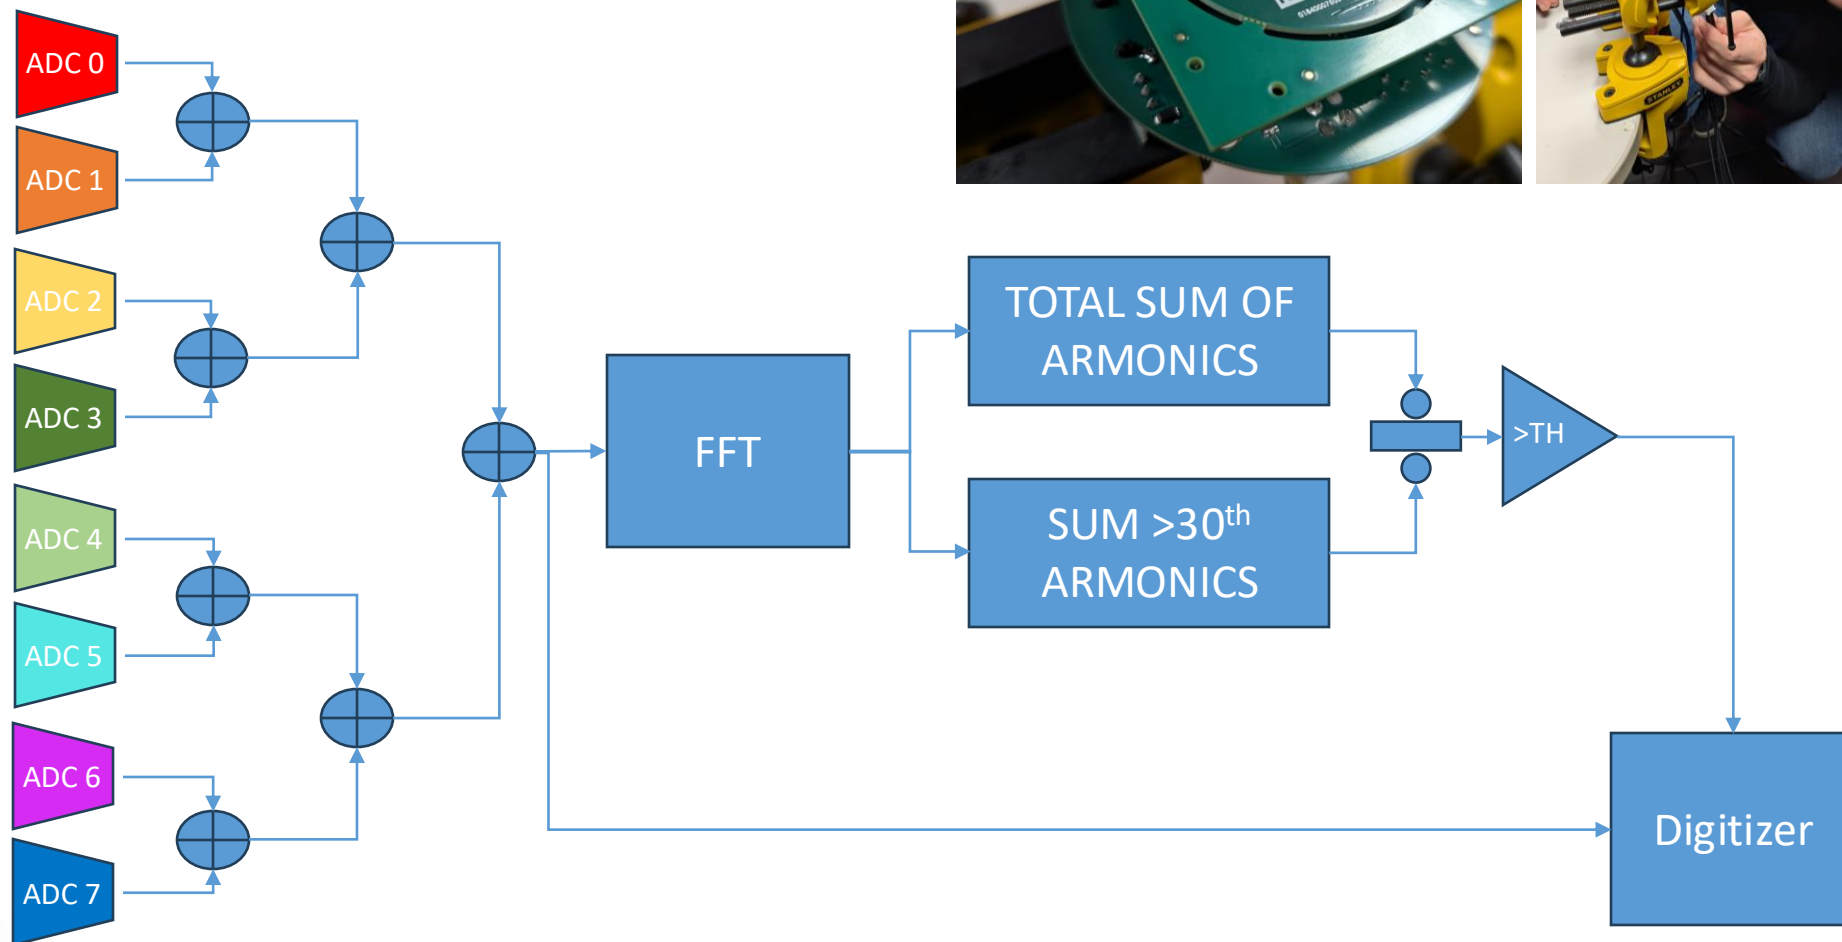 ADC 0
ADC 1
ADC 2
ADC 3
ADC 4
ADC 5
ADC 6
ADC 7
FFT
TOTAL SUM OF
ARMONICS
SUM >30th
ARMONICS
>TH
Digitizer
STANLEY